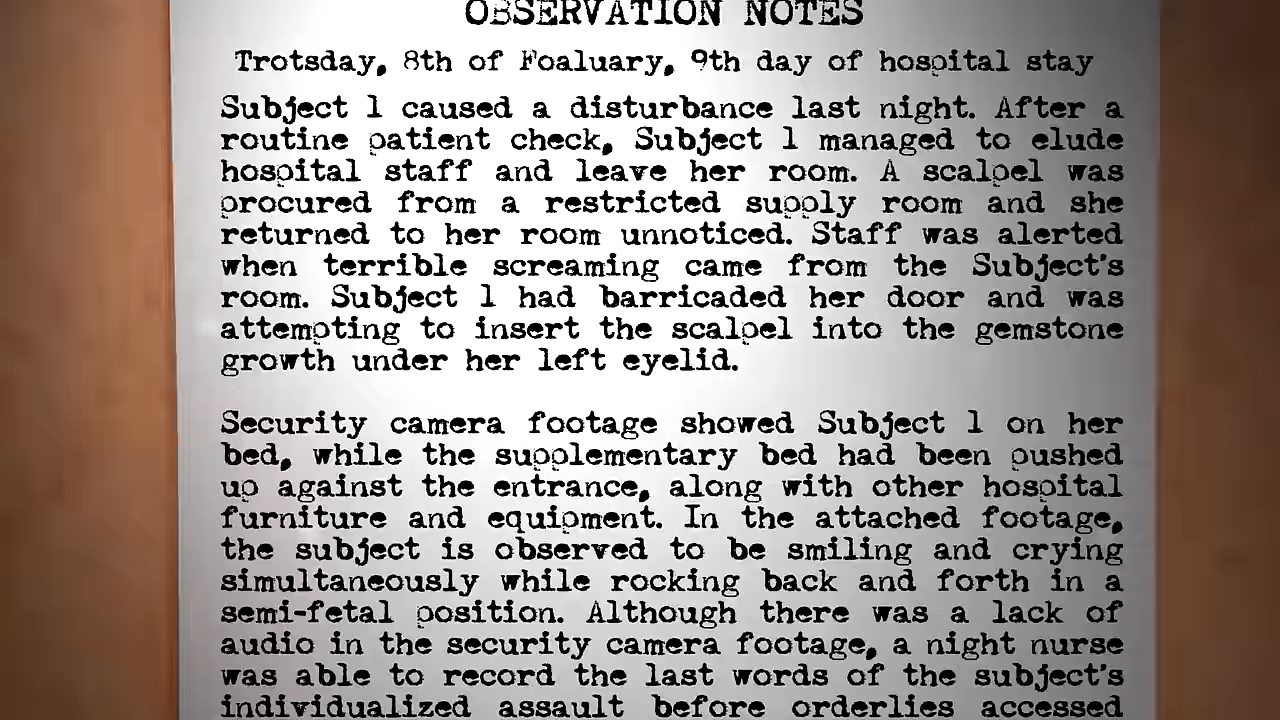 OBSERVATION NOTES
Trotsday, 8th of Foaluary, 9th day of hospital stay
Subject 1 caused a disturbance last night. After a
routine patient check, Subject 1 managed to elude
hospital staff and leave her room. A scalpel was
procured from a restricted supply room and she
returned to her room unnoticed. Staff was alerted
when terrible screaming came from the Subject's
room. Subject 1 had barricaded her door and was
attempting to insert the scalpel into the gemstone
growth under her left eyelid.
Security camera footage showed Subject 1 on her
bed, while the supplementary bed had been pushed
up against the entrance, along with other hospital
furniture and equipment. In the attached footage,
the subject is observed to be smiling and crying
simultaneously while rocking back and forth in a
semi-fetal position. Although there was a lack of
audio in the security camera footage, a night nurse
was able to record the last words of the subject's
individualized assault before orderlies accessed